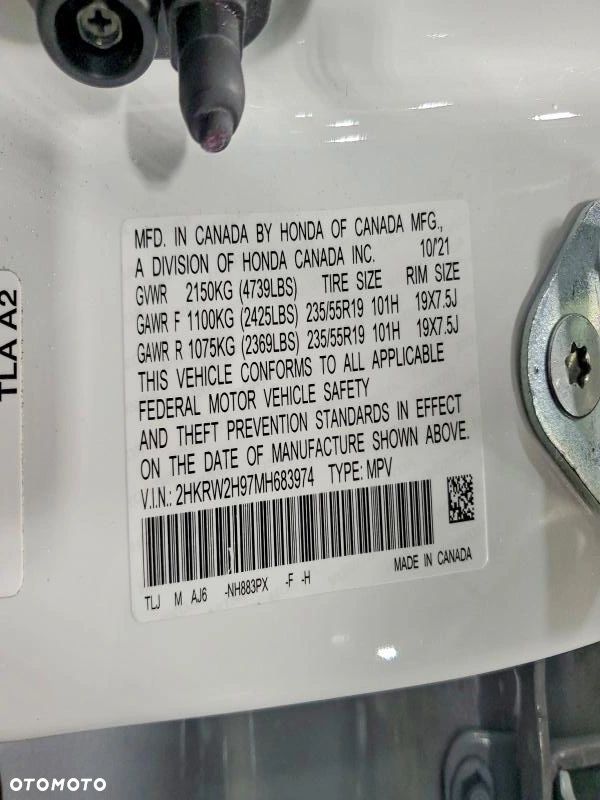 MFD. IN CANADA BY HONDA OF CANADA MFG.,
A DIVISION OF HONDA CANADA INC. 10/'21
GVWR 2150KG (4739LBS) TIRE SIZE RIM SIZE
GAWR F 1100KG (2425LBS) 235/55R19 101H 19X7.5J
GAWR R 1075KG (2369LBS) 235/55R19 101H 19X7.5J
THIS VEHICLE CONFORMS TO ALL APPLICABLE
FEDERAL MOTOR VEHICLE SAFETY
AND THEFT PREVENTION STANDARDS IN EFFECT
ON THE DATE OF MANUFACTURE SHOWN ABOVE.
V.I.N.: 2HKRW2H97MH683974 TYPE: MPV
MADE IN CANADA
TLJ M AJ6 -NH883PX -F -H
TLA A2
OTOMOTO